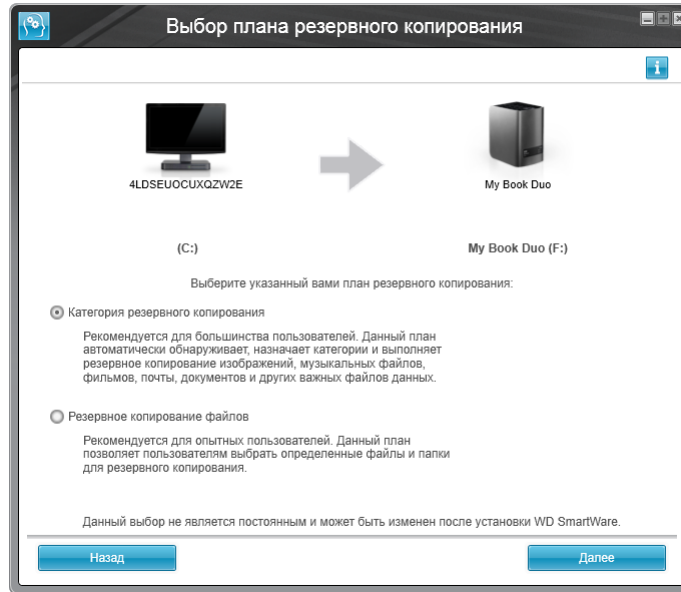 Выбор плана резервного копирования
4LDSEUOCUXQZW2E
My Book Duo
(C:)
My Book Duo (F:)
Выберите указанный вами план резервного копирования:
Категория резервного копирования
Рекомендуется для большинства пользователей. Данный план
автоматически обнаруживает, назначает категории и выполняет
резервное копирование изображений, музыкальных файлов,
фильмов, почты, документов и других важных файлов данных.
Резервное копирование файлов
Рекомендуется для опытных пользователей. Данный план
позволяет пользователям выбрать определенные файлы и папки
для резервного копирования.
Данный выбор не является постоянным и может быть изменен после установки WD SmartWare.
Назад
Далее